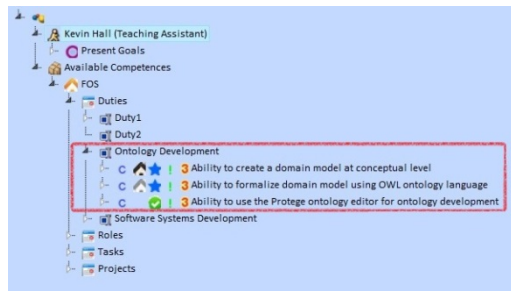 Kevin Hall (Teaching Assistant)
Present Goals
Available Competences
FOS
Duties
Duty1
Duty2
Ontology Development
C ! 3 Ability to create a domain model at conceptual level
C ! 3 Ability to formalize domain model using OWL ontology language
C ! 3 Ability to use the Protege ontology editor for ontology development
Software Systems Development
Roles
Tasks
Projects